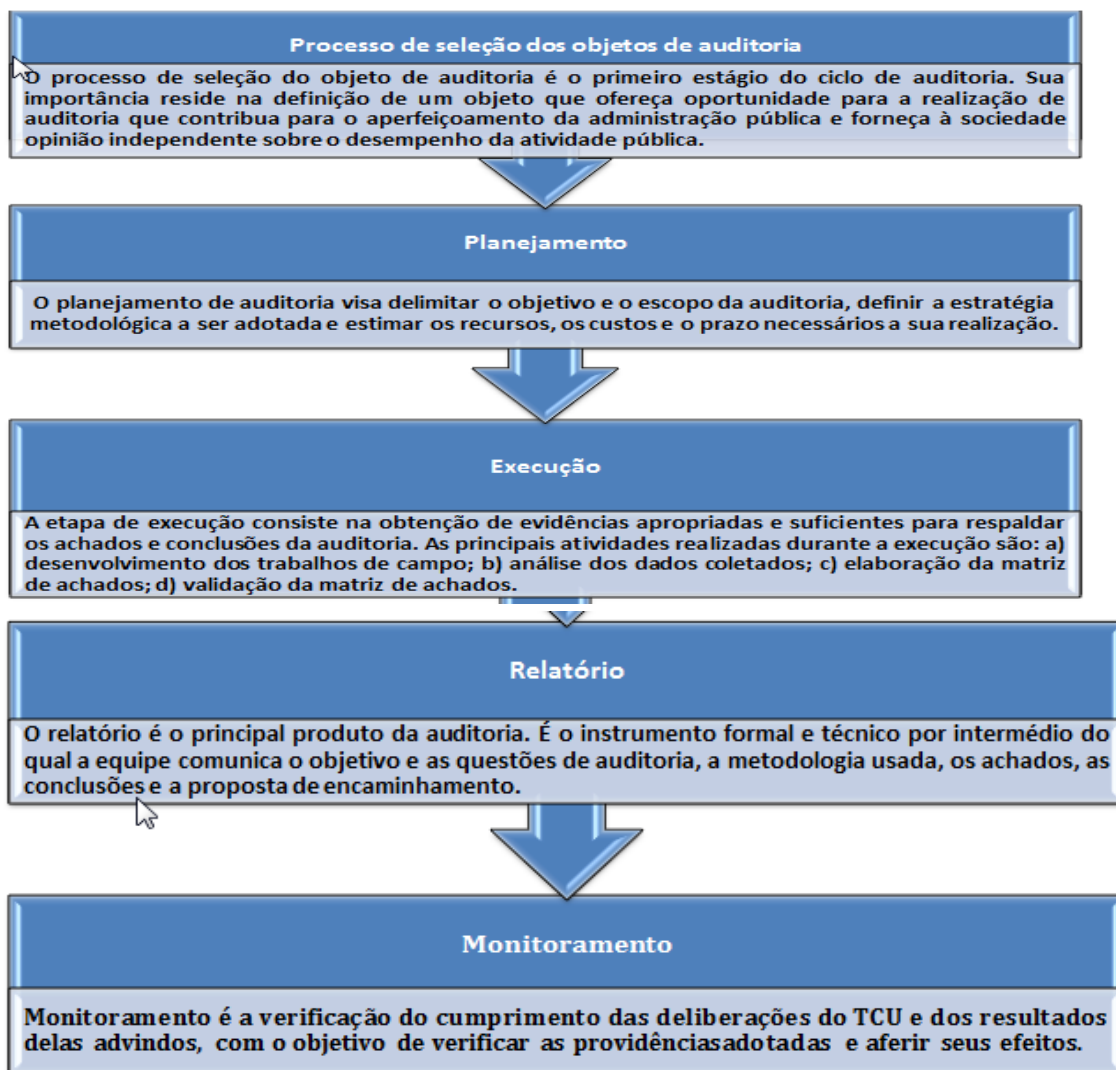 Processo de seleção dos objetos de auditoria
O processo de seleção do objeto de auditoria é o primeiro estágio do ciclo de auditoria. Sua
importância reside na definição de um objeto que ofereça oportunidade para a realização de
auditoria que contribua para o aperfeiçoamento da administração pública e forneça à sociedade
opinião independente sobre o desempenho da atividade pública.
Planejamento
O planejamento de auditoria visa delimitar o objetivo e o escopo da auditoria, definir a estratégia
metodológica a ser adotada e estimar os recursos, os custos e o prazo necessários a sua realização.
Execução
A etapa de execução consiste na obtenção de evidências apropriadas e suficientes para respaldar
os achados e conclusões da auditoria. As principais atividades realizadas durante a execução são: a)
desenvolvimento dos trabalhos de campo; b) análise dos dados coletados; c) elaboração da matriz
de achados; d) validação da matriz de achados.
Relatório
O relatório é o principal produto da auditoria. É o instrumento formal e técnico por intermédio do
qual a equipe comunica o objetivo e as questões de auditoria, a metodologia usada, os achados, as
conclusões e a proposta de encaminhamento.
Monitoramento
Monitoramento é a verificação do cumprimento das deliberações do TCU e dos resultados
delas advindos, com o objetivo de verificar as providênciasadotadas e aferir seus efeitos.